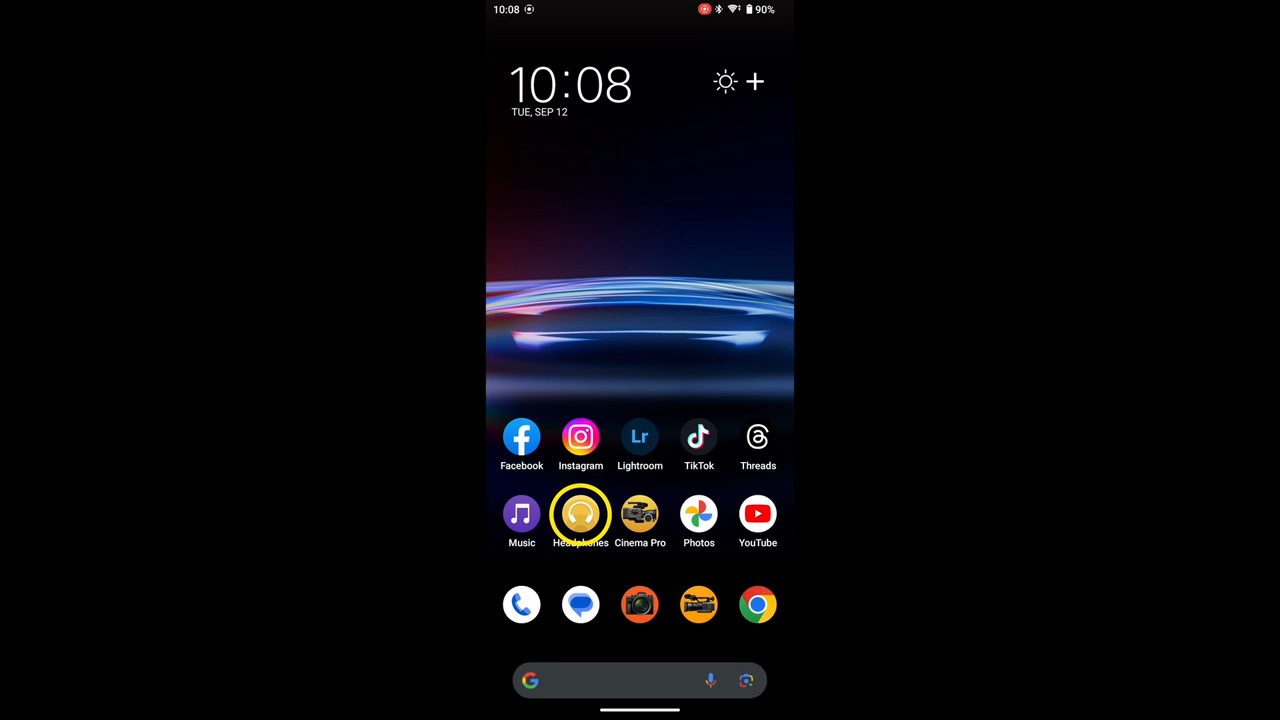 10:08 90%
10:08
TUE, SEP 12
Facebook Instagram Lr Lightroom TikTok Threads
Music Headphones Cinema Pro Photos YouTube